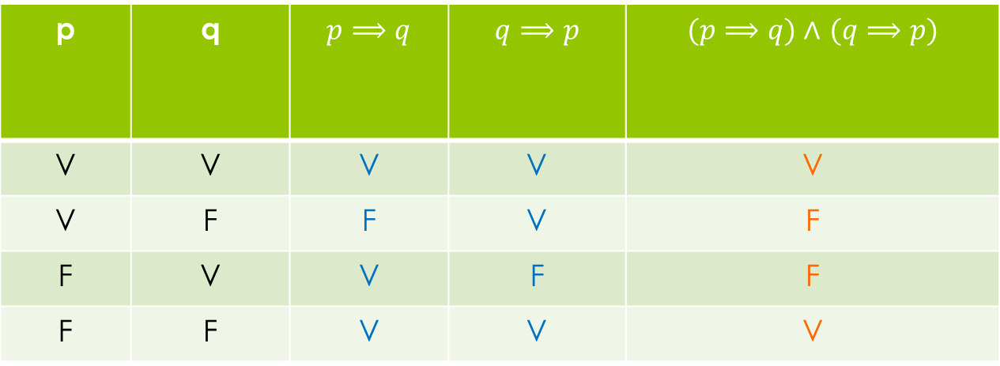 p q p ⟹ q q ⟹ p (p ⟹ q) ∧ (q ⟹ p)
V V V V V
V F F V F
F V V F F
F F V V V